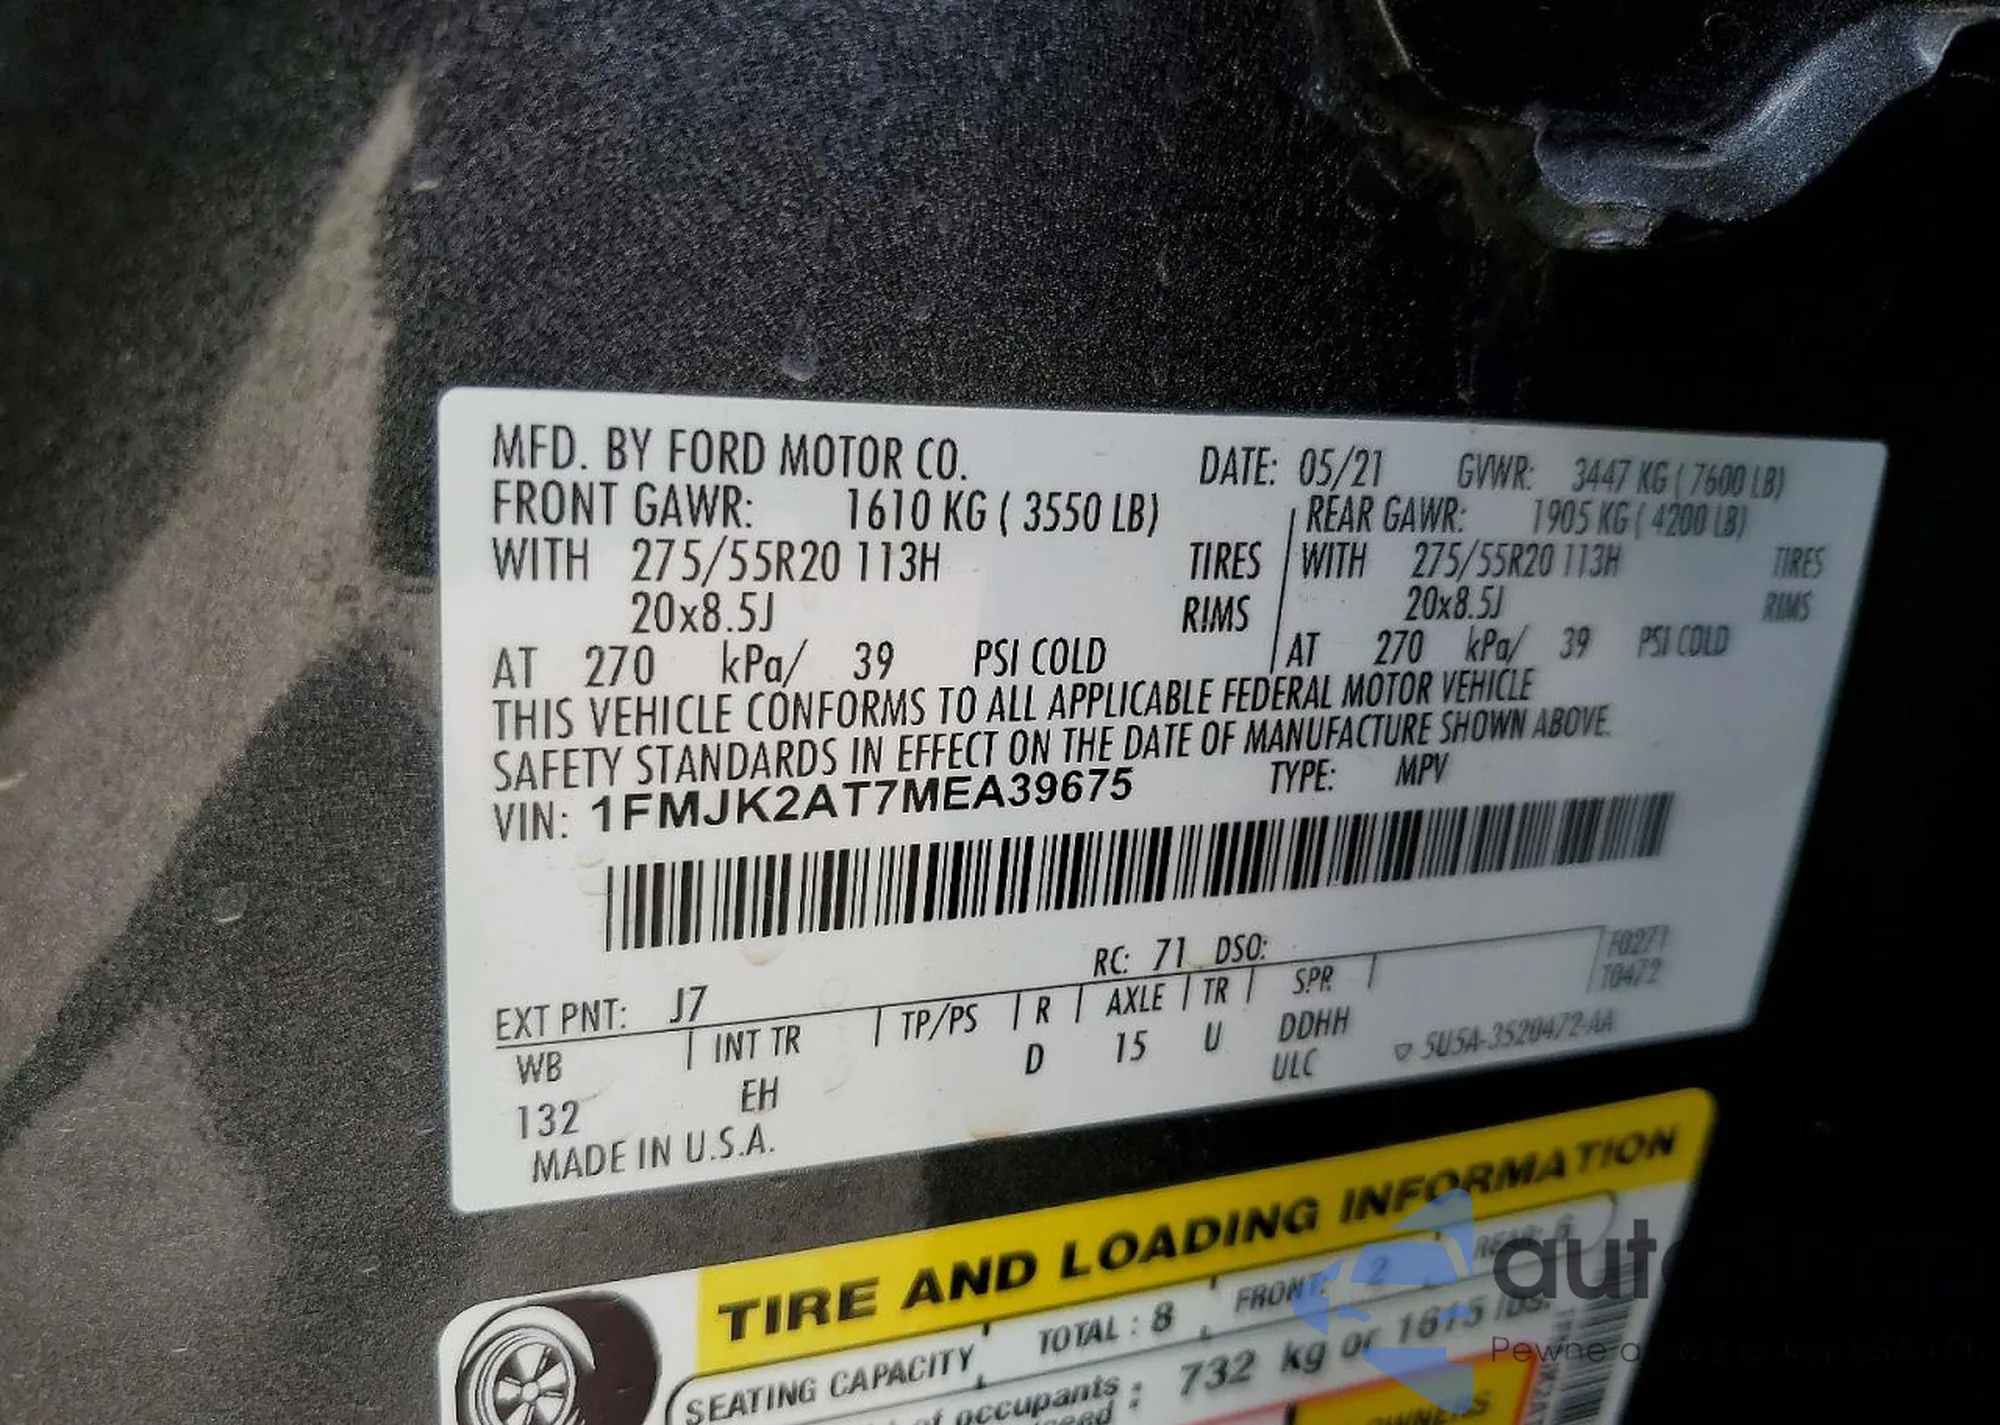 MFD. BY FORD MOTOR CO. DATE: 05/21 GVWR: 3447 KG ( 7600 LB)
FRONT GAWR: 1610 KG ( 3550 LB) REAR GAWR: 1905 KG ( 4200 LB)
WITH 275/55R20 113H TIRES WITH 275/55R20 113H TIRES
20x8.5J RIMS 20x8.5J RIMS
AT 270 kPa/ 39 PSI COLD AT 270 kPa/ 39 PSI COLD
THIS VEHICLE CONFORMS TO ALL APPLICABLE FEDERAL MOTOR VEHICLE
SAFETY STANDARDS IN EFFECT ON THE DATE OF MANUFACTURE SHOWN ABOVE.
VIN: 1FMJK2AT7MEA39675 TYPE: MPV
EXT PNT: J7 RC: 71 DSO: F0271
T0472
WB INT TR TP/PS R AXLE TR SPR
132 EH D 15 U DDHH
ULC ▽ 5U5A-3520472-AA
MADE IN U.S.A.
TIRE AND LOADING INFORMATION
SEATING CAPACITY TOTAL : 8 FRONT: 2 REAR: 6
of occupants : 732 kg or 1615 lbs.
OWNERS
Pewne